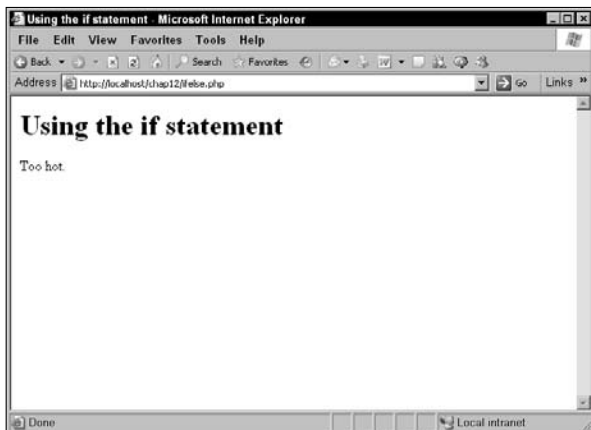 Using the if statement - Microsoft Internet Explorer
File Edit View Favorites Tools Help
Back Search Favorites
Address http://localhost/chap12/ifelse.php Go Links »
Using the if statement
Too hot.
Done Local intranet